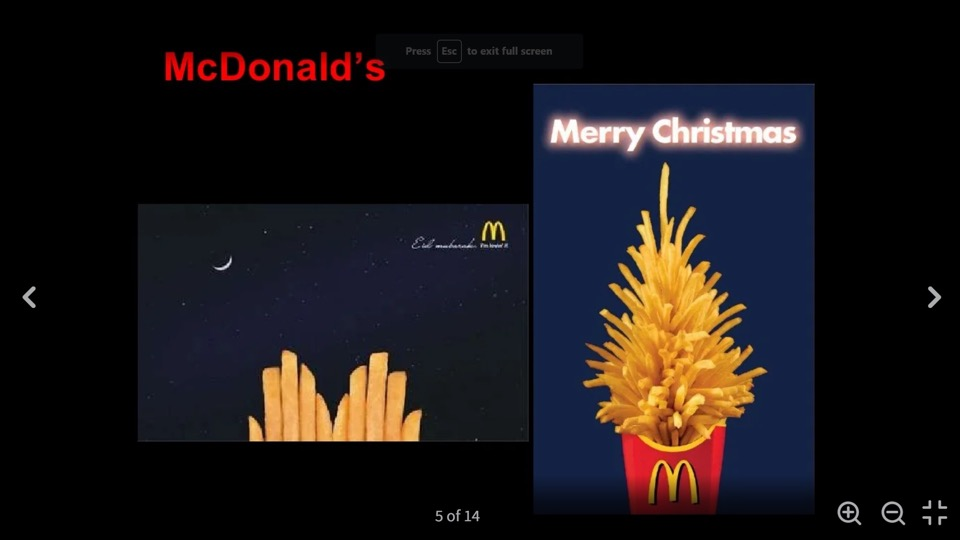 Press Esc to exit full screen
McDonald's
Merry Christmas
Eid mubarak.
i'm lovin' it
5 of 14